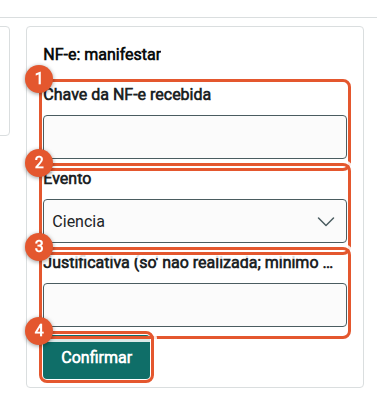 NF-e: manifestar
1
Chave da NF-e recebida
2
Evento
Ciencia
3
Justificativa (so' nao realizada; minimo ...
4
Confirmar